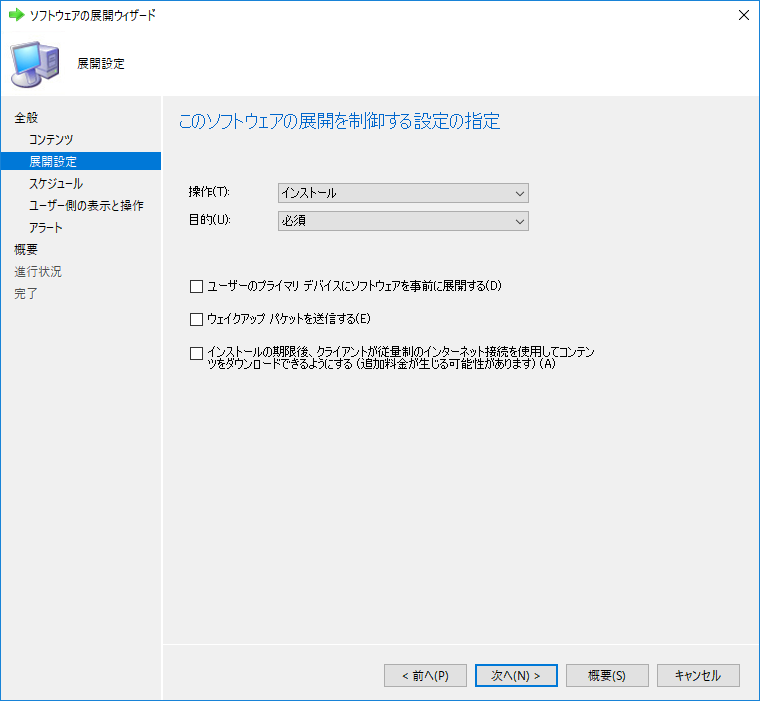 ソフトウェアの展開ウィザード
展開設定
全般
コンテンツ
展開設定
スケジュール
ユーザー側の表示と操作
アラート
概要
進行状況
完了
このソフトウェアの展開を制御する設定の指定
操作(T):
インストール
目的(U):
必須
ユーザーのプライマリ デバイスにソフトウェアを事前に展開する(D)
ウェイクアップ パケットを送信する(E)
インストールの期限後、クライアントが従量制のインターネット接続を使用してコンテン
ツをダウンロードできるようにする (追加料金が生じる可能性があります) (A)
< 前へ(P)
次へ(N) >
概要(S)
キャンセル